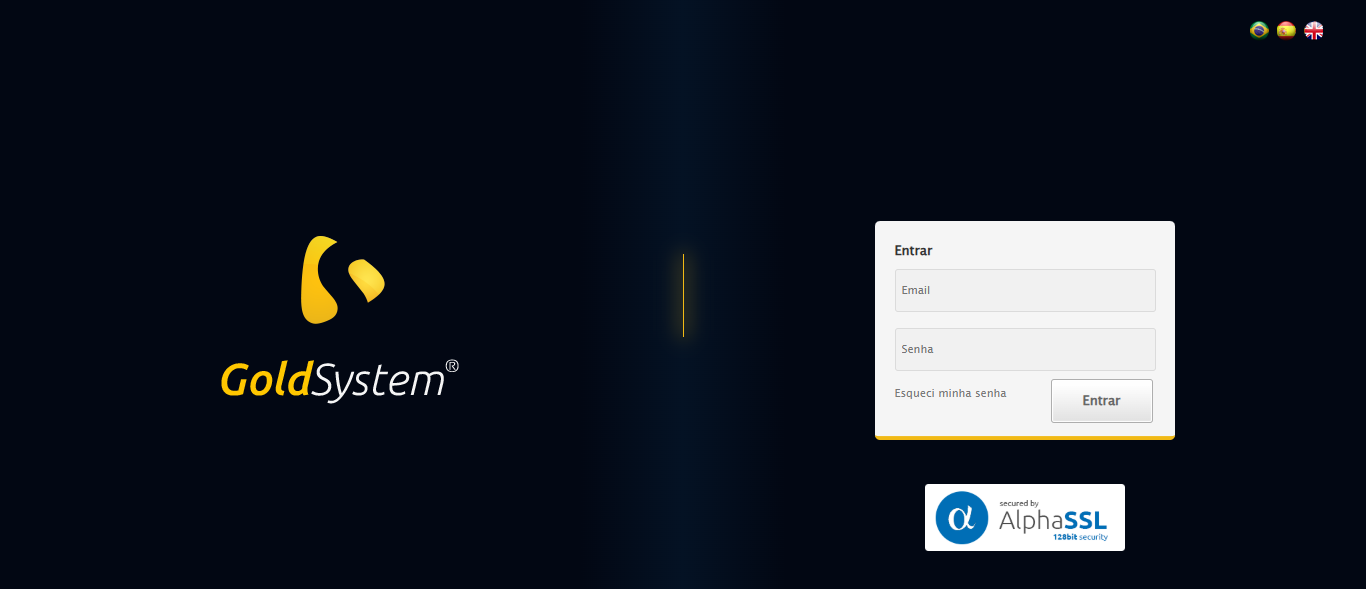 GoldSystem®
Entrar
Email
Senha
Esqueci minha senha
Entrar
α
secured by
AlphaSSL
128bit security